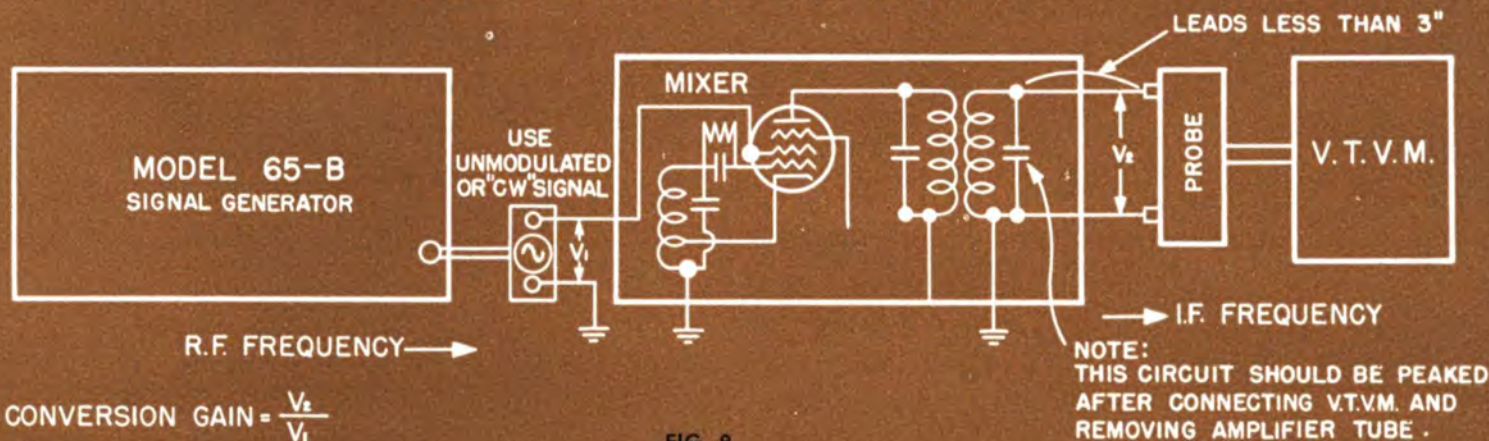 LEADS LESS THAN 3"
MIXER
USE
UNMODULATED
OR "CW" SIGNAL
MODEL 65-B
SIGNAL GENERATOR
V₁
V₂
PROBE
V.T.V.M.
R.F. FREQUENCY
I.F. FREQUENCY
NOTE:
THIS CIRCUIT SHOULD BE PEAKED
AFTER CONNECTING V.T.V.M. AND
REMOVING AMPLIFIER TUBE.
CONVERSION GAIN = V₂
V₁